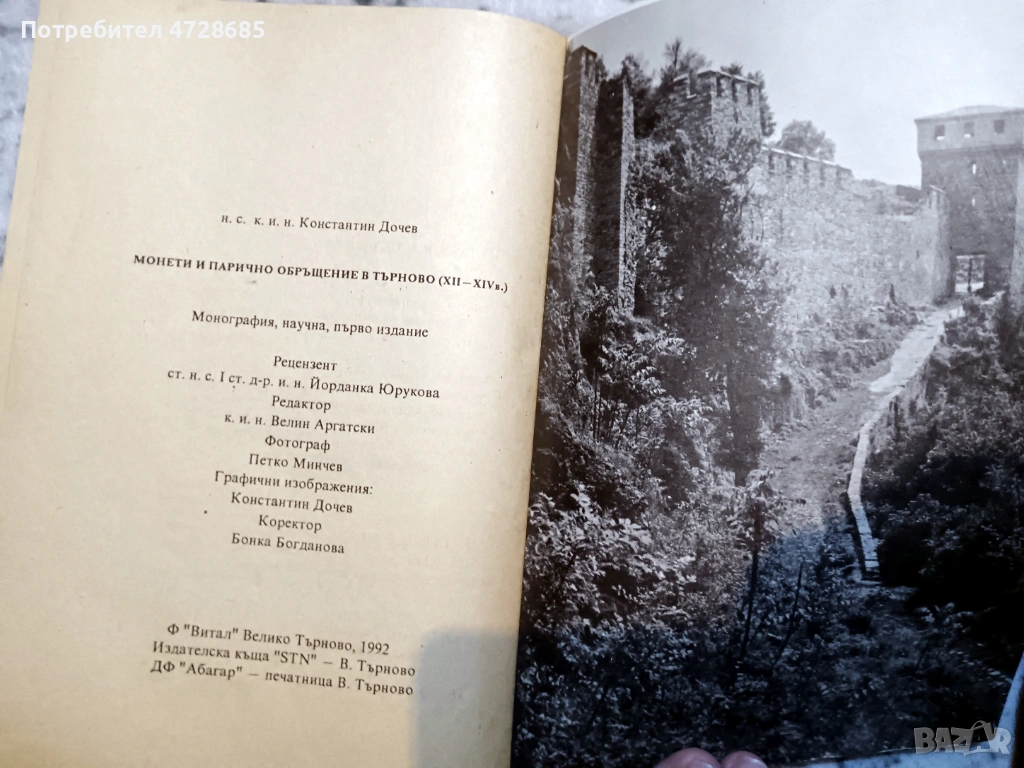 Потребител 4728685
н. с. к. и. н. Константин Дочев
МОНЕТИ И ПАРИЧНО ОБРЪЩЕНИЕ В ТЪРНОВО (XII — XIVв.)
Монография, научна, първо издание
Рецензент
ст. н. с. I ст. д-р. и. н. Йорданка Юрукова
Редактор
к. и. н. Велин Аргатски
Фотограф
Петко Минчев
Графични изображения:
Константин Дочев
Коректор
Бонка Богданова
Ф "Витал" Велико Търново, 1992
Издателска къща "STN" — В. Търново
ДФ "Абагар" — печатница В. Търново
BAZAR